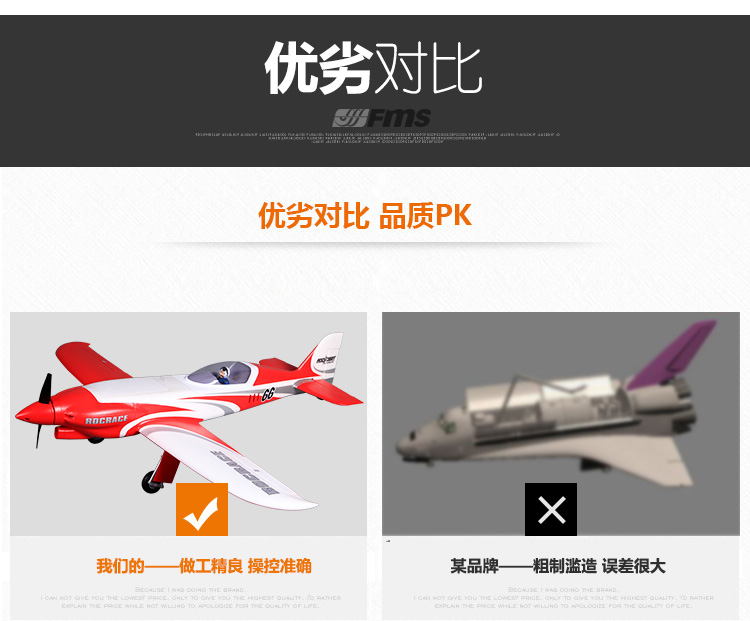 优劣对比
FMS
优劣对比 品质PK
ROCRACE
66
ROCRACE
我们的——做工精良 操控准确
BECAUSE I WAS DOING THE BRAND,
I CAN NOT GIVE YOU THE LOWEST PRICE, ONLY TO GIVE YOU THE HIGHEST QUALITY. I'D RATHER
EXPLAIN THE PRICE WHILE NOT WILLING TO APOLOGIZE FOR THE QUALITY OF LIFE.
某品牌——粗制滥造 误差很大
BECAUSE I WAS DOING THE BRAND,
I CAN NOT GIVE YOU THE LOWEST PRICE, ONLY TO GIVE YOU THE HIGHEST QUALITY. I'D RATHER
EXPLAIN THE PRICE WHILE NOT WILLING TO APOLOGIZE FOR THE QUALITY OF LIFE.